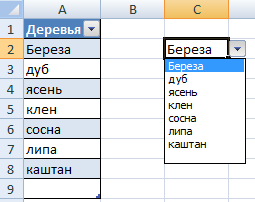 A B C
1 Деревья
2 Береза Береза
3 дуб Береза
4 ясень дуб
5 клен ясень
6 сосна клен
7 липа сосна
8 каштан липа
9 каштан